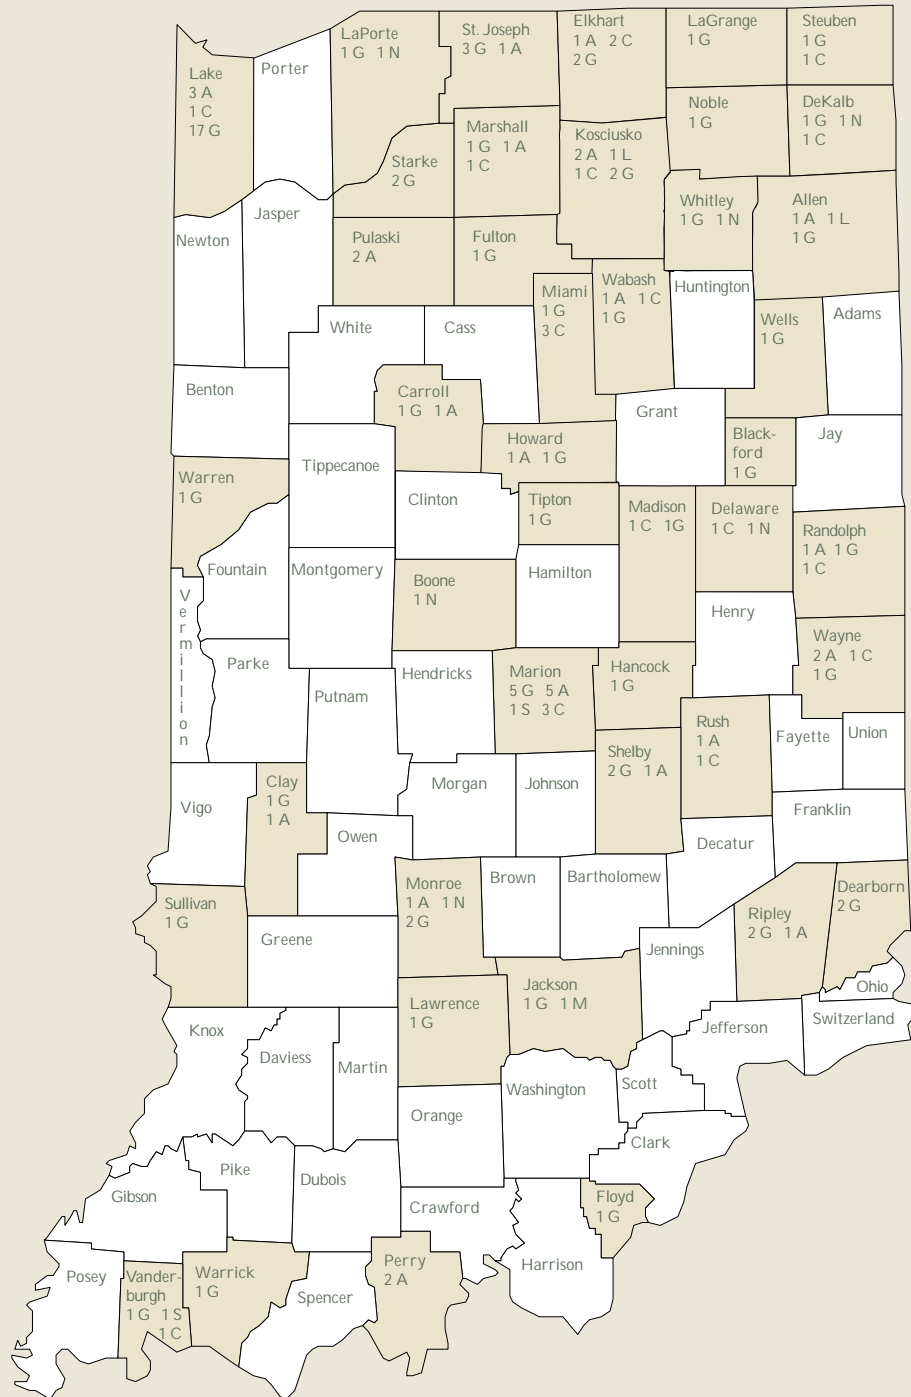 LaPorte
1 G 1 N
St. Joseph
3 G 1 A
Elkhart
1 A 2 C
2 G
LaGrange
1 G
Steuben
1 G
1 C
Lake
3 A
1 C
17 G
Porter
Starke
2 G
Marshall
1 G 1 A
1 C
Kosciusko
2 A 1 L
1 C 2 G
Noble
1 G
DeKalb
1 G 1 N
1 C
Whitley
1 G 1 N
Allen
1 A 1 L
1 G
Newton
Jasper
Pulaski
2 A
Fulton
1 G
Miami
1 G
3 C
Wabash
1 A 1 C
1 G
Huntington
Wells
1 G
Adams
White
Cass
Benton
Carroll
1 G 1 A
Howard
1 A 1 G
Grant
Black-
ford
1 G
Jay
Warren
1 G
Tippecanoe
Clinton
Tipton
1 G
Madison
1 C 1G
Delaware
1 C 1 N
Randolph
1 A 1 G
1 C
Fountain
Montgomery
Boone
1 N
Hamilton
Henry
Vermillion
Parke
Putnam
Hendricks
Marion
5 G 5 A
1 S 3 C
Hancock
1 G
Wayne
2 A 1 C
1 G
Rush
1 A
1 C
Fayette
Union
Shelby
2 G 1 A
Vigo
Clay
1 G
1 A
Morgan
Johnson
Franklin
Owen
Decatur
Sullivan
1 G
Monroe
1 A 1 N
2 G
Brown
Bartholomew
Ripley
2 G 1 A
Dearborn
2 G
Greene
Jennings
Ohio
Lawrence
1 G
Jackson
1 G 1 M
Jefferson
Switzerland
Knox
Daviess
Martin
Washington
Scott
Orange
Clark
Gibson
Pike
Dubois
Crawford
Floyd
1 G
Harrison
Posey
Vander-
burgh
1 G 1 S
1 C
Warrick
1 G
Spencer
Perry
2 A